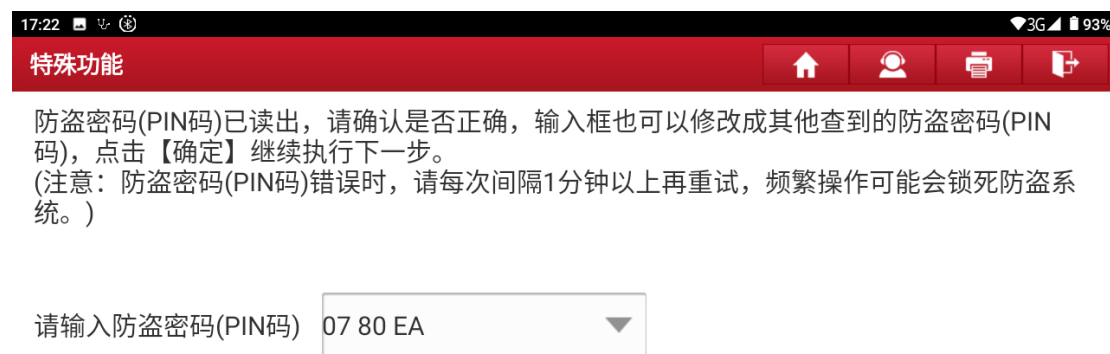 17:22 3G 93%
特殊功能
防盗密码(PIN码)已读出，请确认是否正确，输入框也可以修改成其他查到的防盗密码(PIN
码)，点击【确定】继续执行下一步。
(注意：防盗密码(PIN码)错误时，请每次间隔1分钟以上再重试，频繁操作可能会锁死防盗系
统。)
请输入防盗密码(PIN码) 07 80 EA